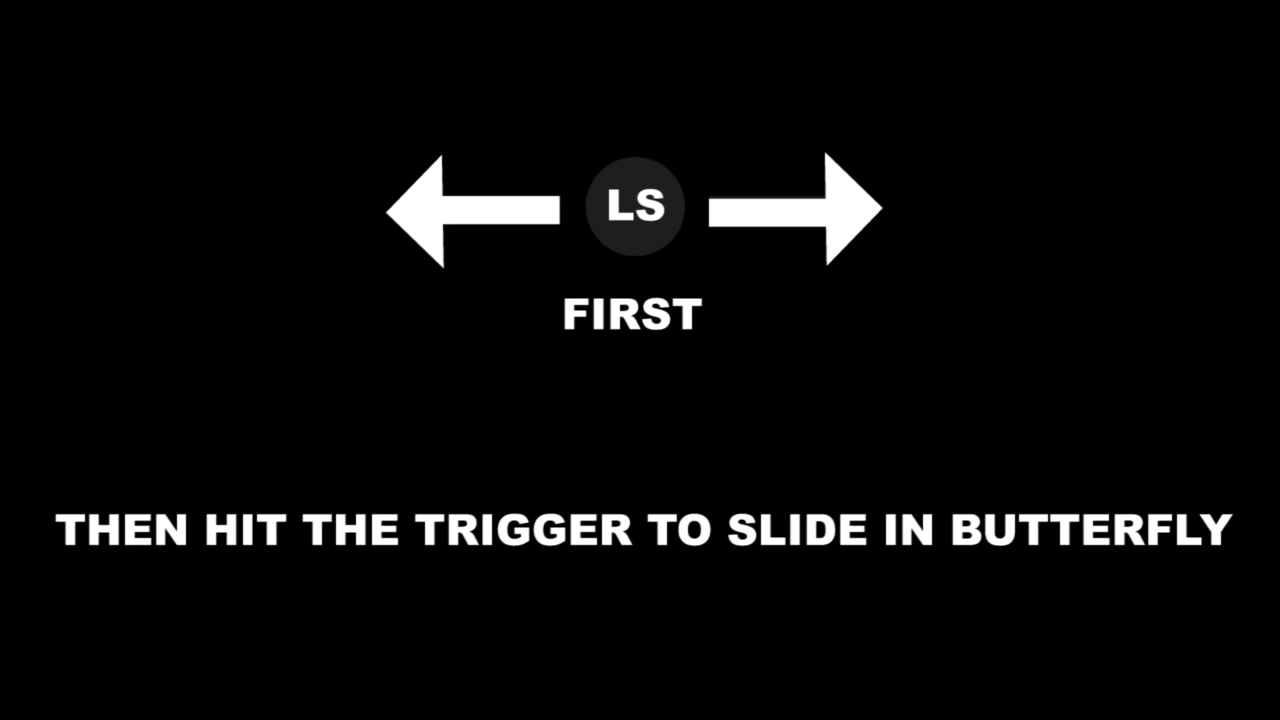 LS
FIRST
THEN HIT THE TRIGGER TO SLIDE IN BUTTERFLY